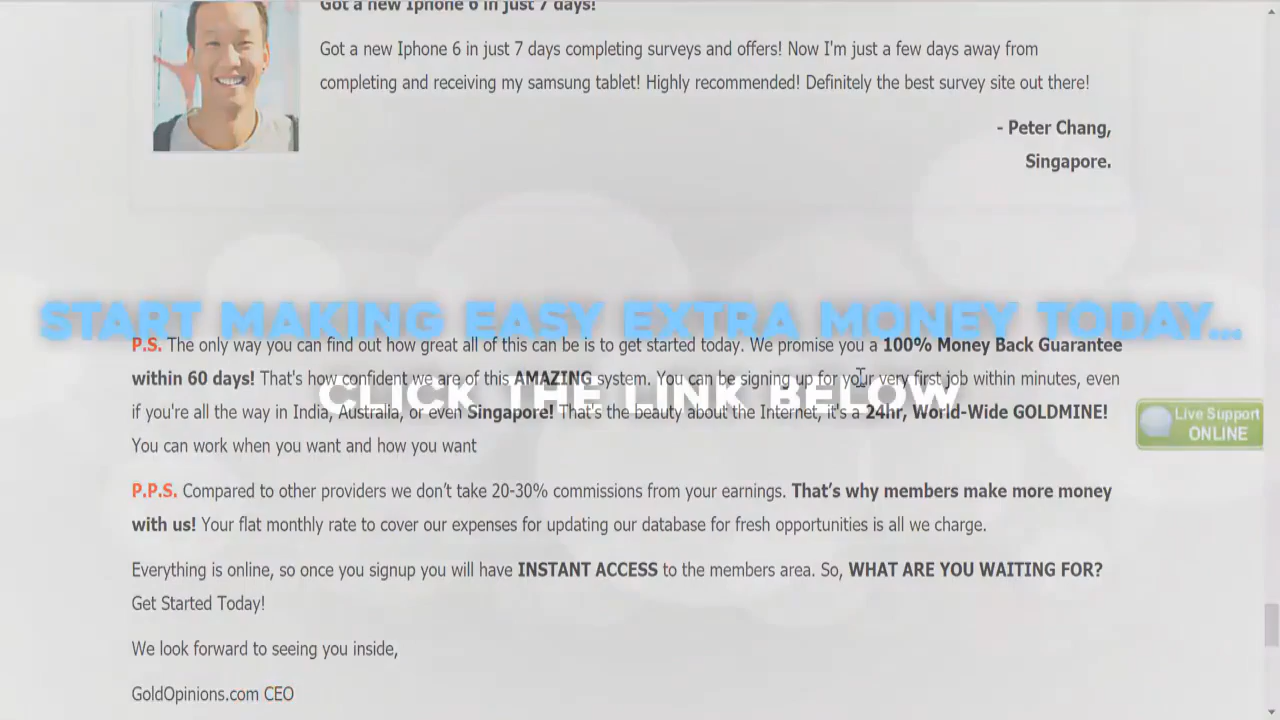 Got a new Iphone 6 in just 7 days!
Got a new Iphone 6 in just 7 days completing surveys and offers! Now I'm just a few days away from
completing and receiving my samsung tablet! Highly recommended! Definitely the best survey site out there!
- Peter Chang,
Singapore.
START MAKING EASY EXTRA MONEY TODAY...
P.S. The only way you can find out how great all of this can be is to get started today. We promise you a 100% Money Back Guarantee
within 60 days! That's how confident we are of this AMAZING system. You can be signing up for your very first job within minutes, even
CLICK THE LINK BELOW
if you're all the way in India, Australia, or even Singapore! That's the beauty about the Internet, it's a 24hr, World-Wide GOLDMINE!
Live Support
ONLINE
You can work when you want and how you want
P.P.S. Compared to other providers we don't take 20-30% commissions from your earnings. That's why members make more money
with us! Your flat monthly rate to cover our expenses for updating our database for fresh opportunities is all we charge.
Everything is online, so once you signup you will have INSTANT ACCESS to the members area. So, WHAT ARE YOU WAITING FOR?
Get Started Today!
We look forward to seeing you inside,
GoldOpinions.com CEO